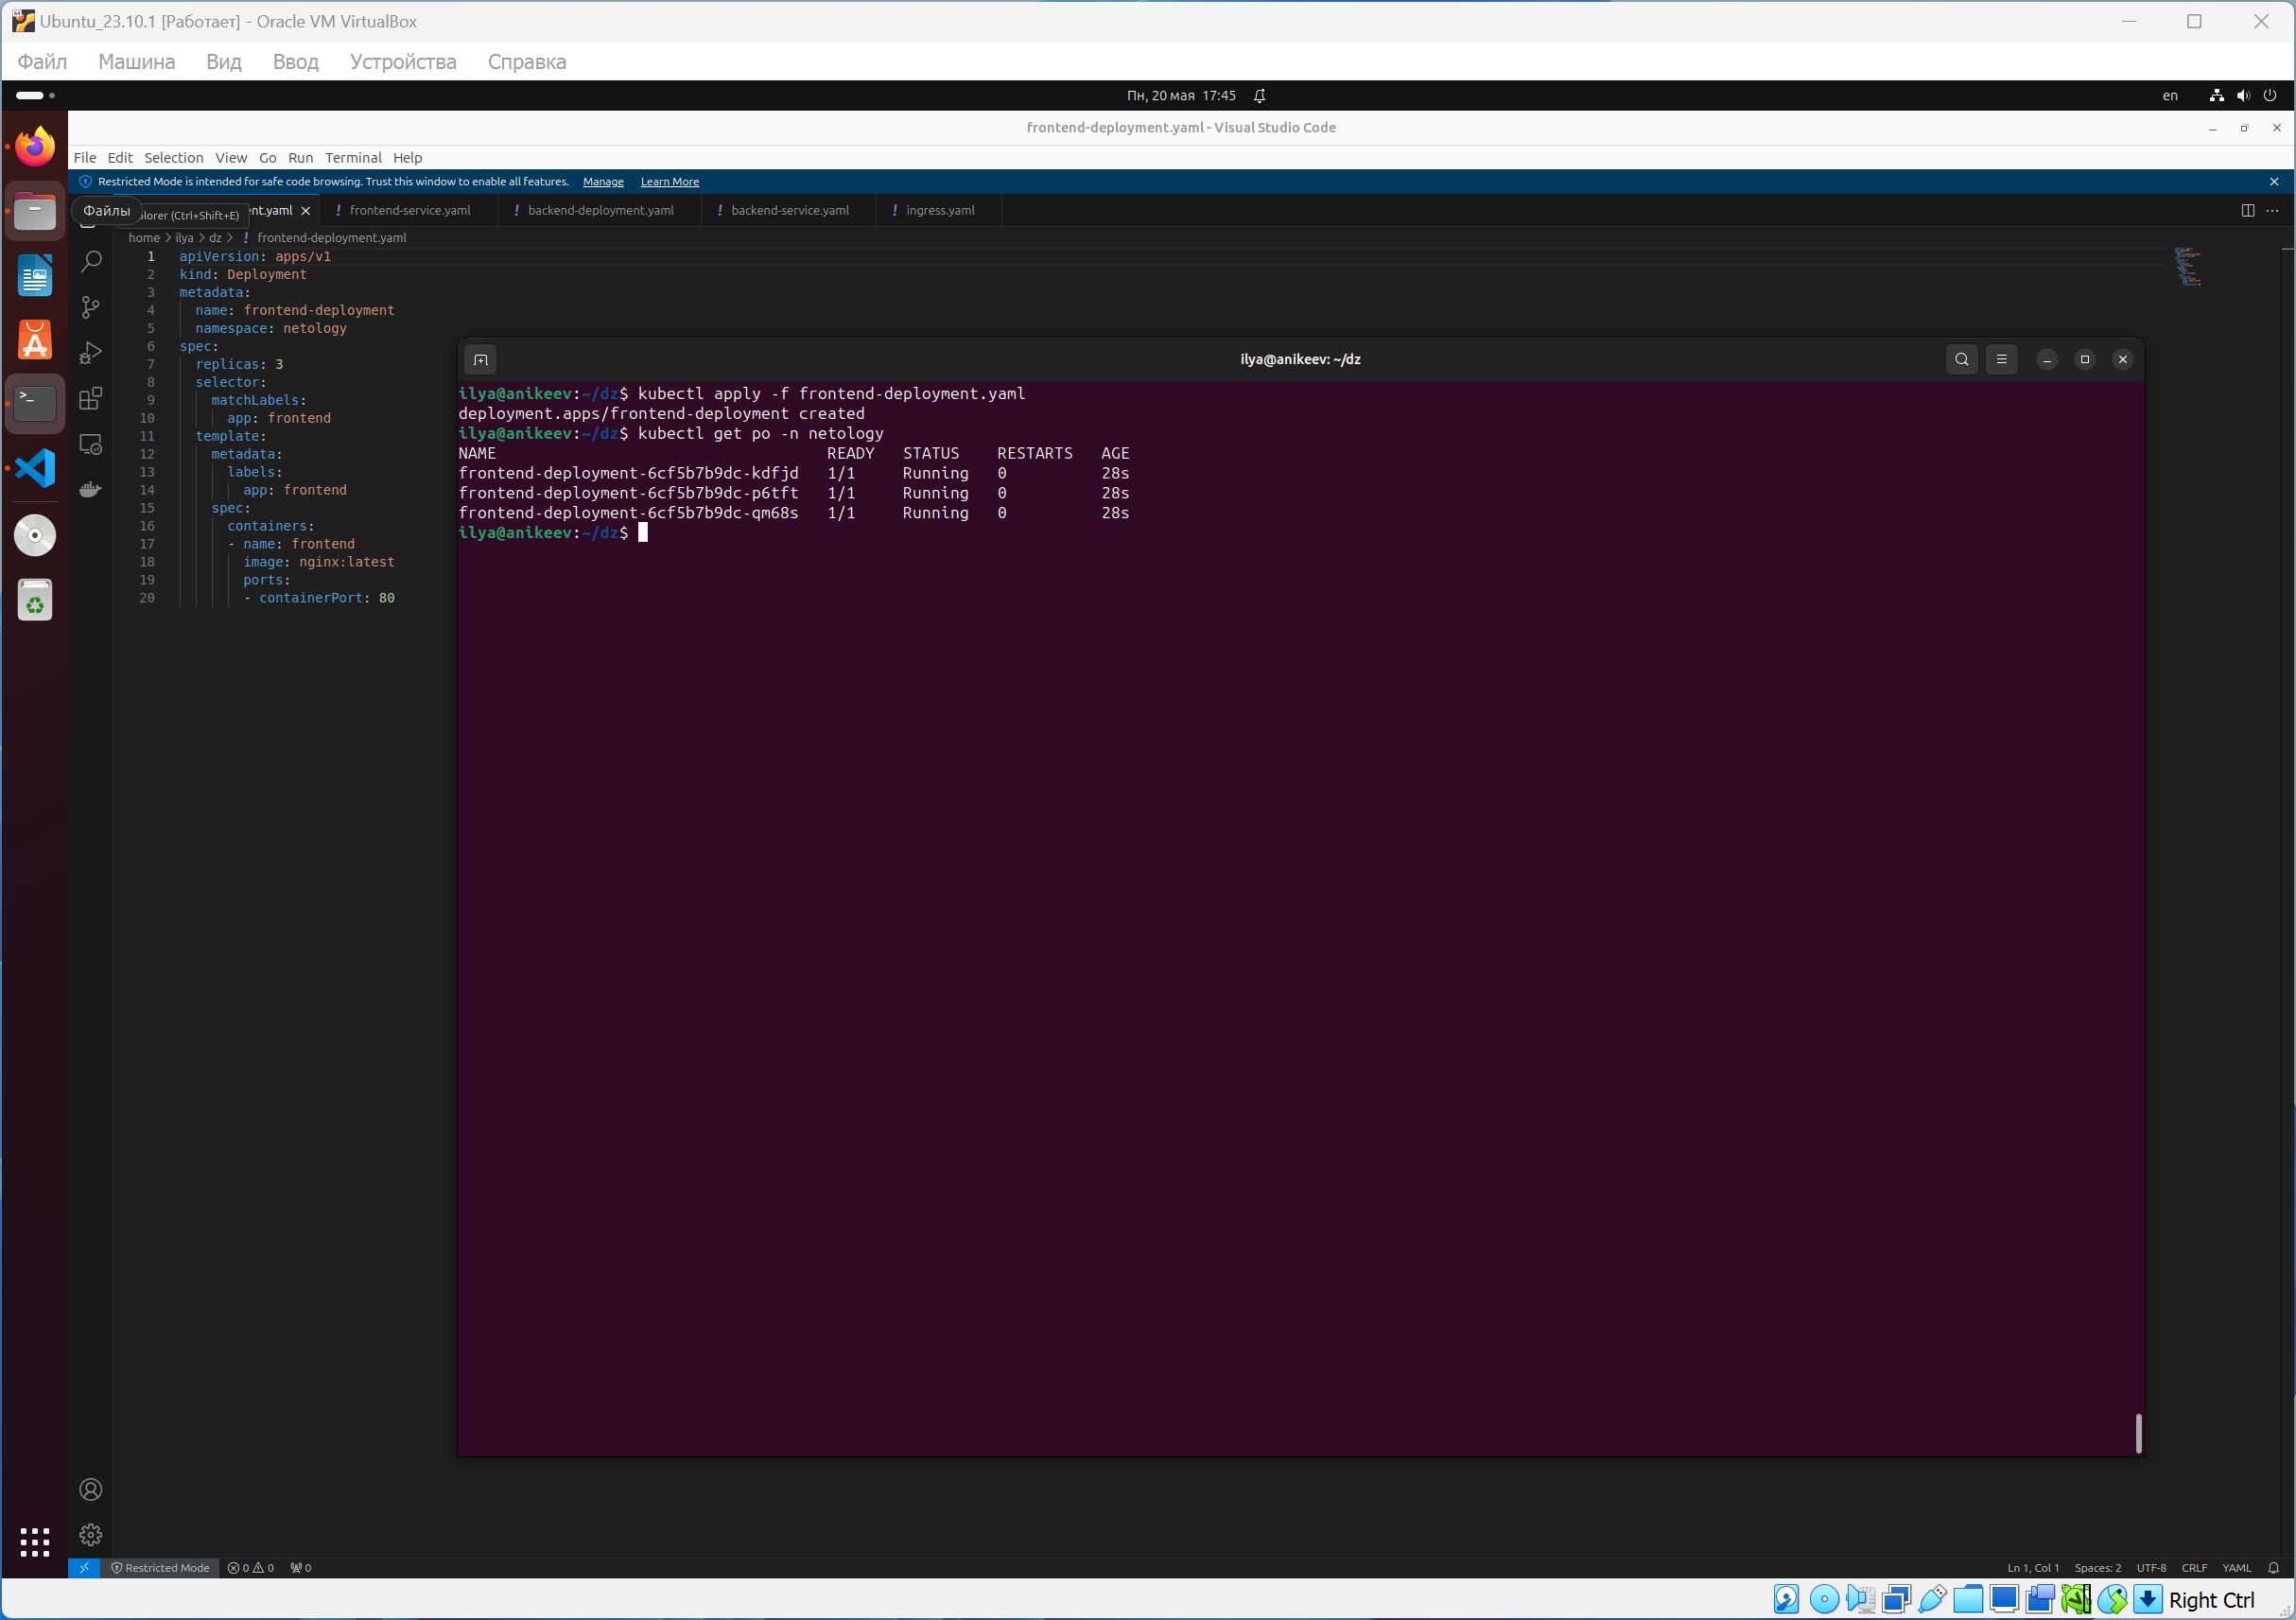 Ubuntu_23.10.1 [Работает] - Oracle VM VirtualBox
Файл Машина Вид Ввод Устройства Справка
Пн, 20 мая 17:45
en
frontend-deployment.yaml - Visual Studio Code
File Edit Selection View Go Run Terminal Help
Restricted Mode is intended for safe code browsing. Trust this window to enable all features. Manage Learn More
Файлы
(Ctrl+Shift+E)
ent.yaml
! frontend-service.yaml
! backend-deployment.yaml
! backend-service.yaml
! ingress.yaml
home > ilya > dz > ! frontend-deployment.yaml
1 apiVersion: apps/v1
2 kind: Deployment
3 metadata:
4 name: frontend-deployment
5 namespace: netology
6 spec:
7 replicas: 3
8 selector:
9 matchLabels:
10 app: frontend
11 template:
12 metadata:
13 labels:
14 app: frontend
15 spec:
16 containers:
17 - name: frontend
18 image: nginx:latest
19 ports:
20 - containerPort: 80
ilya@anikeev: ~/dz
ilya@anikeev:~/dz$ kubectl apply -f frontend-deployment.yaml
deployment.apps/frontend-deployment created
ilya@anikeev:~/dz$ kubectl get po -n netology
NAME READY STATUS RESTARTS AGE
frontend-deployment-6cf5b7b9dc-kdfjd 1/1 Running 0 28s
frontend-deployment-6cf5b7b9dc-p6tft 1/1 Running 0 28s
frontend-deployment-6cf5b7b9dc-qm68s 1/1 Running 0 28s
ilya@anikeev:~/dz$
Restricted Mode 0 0 0
Ln 1, Col 1 Spaces: 2 UTF-8 CRLF YAML
Right Ctrl